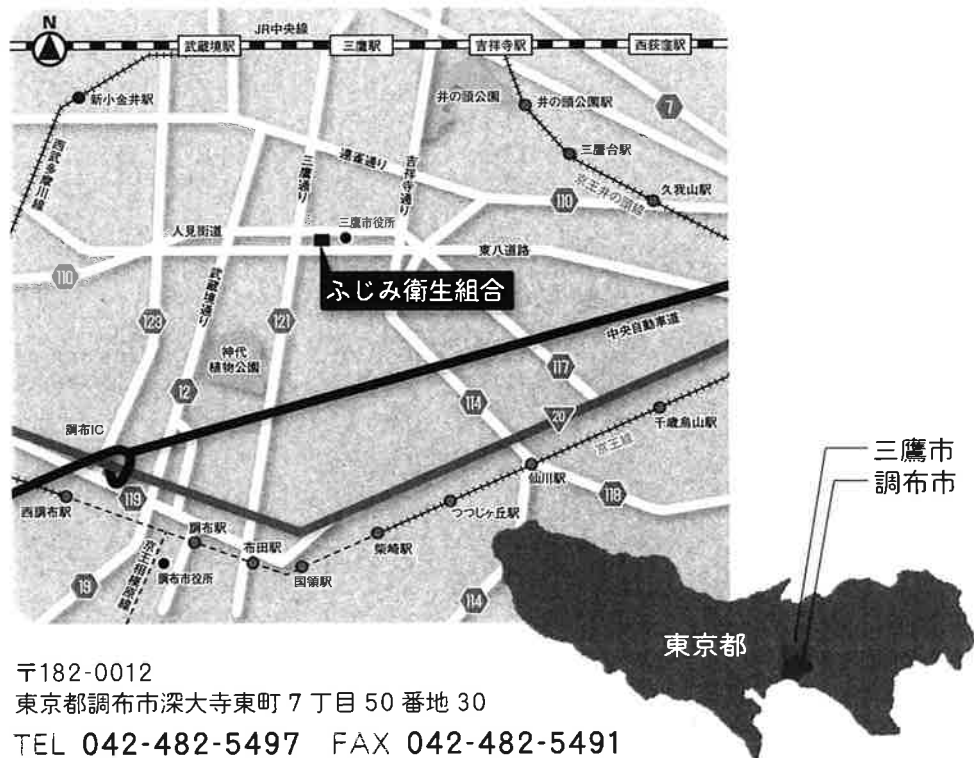 N
JR中央線
武蔵境駅
三鷹駅
吉祥寺駅
西荻窪駅
新小金井駅
井の頭公園
井の頭公園駅
7
西武多摩川線
三鷹通り
連雀通り
吉祥寺通り
三鷹台駅
京王井の頭線
久我山駅
110
人見街道
三鷹市役所
東八道路
110
武蔵境通り
ふじみ衛生組合
123
121
中央自動車道
神代
植物公園
12
117
114
20
千歳烏山駅
調布IC
京王線
仙川駅
119
118
西調布駅
つつじヶ丘駅
調布駅
布田駅
柴崎駅
国領駅
京王相模原線
調布市役所
19
114
三鷹市
調布市
東京都
〒182-0012
東京都調布市深大寺東町7丁目50番地30
TEL 042-482-5497 FAX 042-482-5491